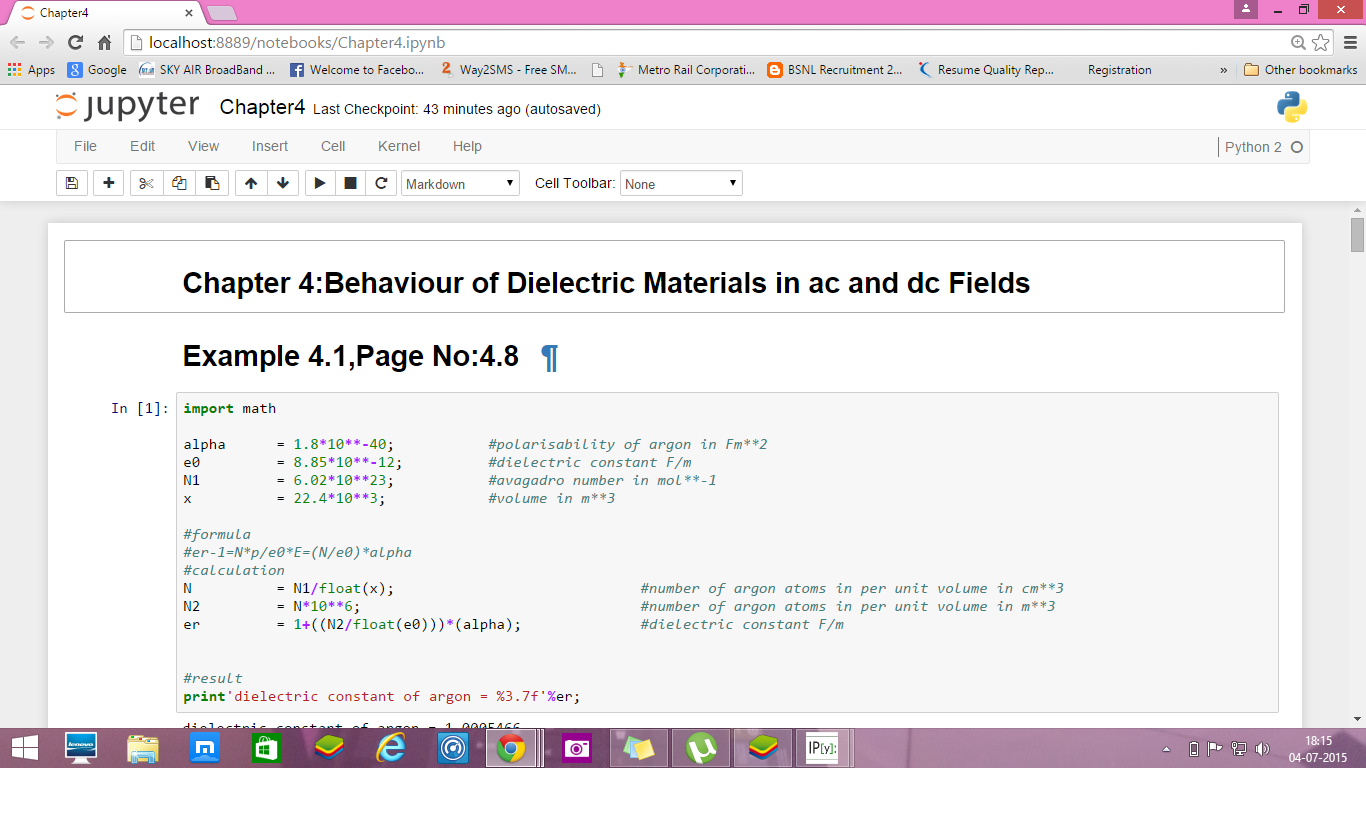 Chapter4
localhost:8889/notebooks/Chapter4.ipynb
Apps Google SKY AIR BroadBand ... Welcome to Facebo... Way2SMS - Free SM... Metro Rail Corporati... BSNL Recruitment 2... Resume Quality Rep... Registration » Other bookmarks
jupyter Chapter4 Last Checkpoint: 43 minutes ago (autosaved)
File Edit View Insert Cell Kernel Help Python 2
Markdown Cell Toolbar: None
Chapter 4:Behaviour of Dielectric Materials in ac and dc Fields
Example 4.1,Page No:4.8 ¶
In [1]: import math
alpha = 1.8*10**-40; #polarisability of argon in Fm**2
e0 = 8.85*10**-12; #dielectric constant F/m
N1 = 6.02*10**23; #avagadro number in mol**-1
x = 22.4*10**3; #volume in m**3
#formula
#er-1=N*p/e0*E=(N/e0)*alpha
#calculation
N = N1/float(x); #number of argon atoms in per unit volume in cm**3
N2 = N*10**6; #number of argon atoms in per unit volume in m**3
er = 1+((N2/float(e0)))*(alpha); #dielectric constant F/m
#result
print'dielectric constant of argon = %3.7f'%er;
dielectric constant of argon = 1.0005466
lenovo IP[y]: 18:15
04-07-2015